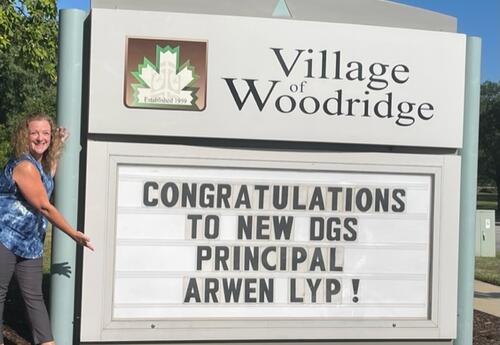 Established 1959
Village
of
Woodridge
CONGRATULATIONS
TO NEW DGS
PRINCIPAL
ARWEN LYP!